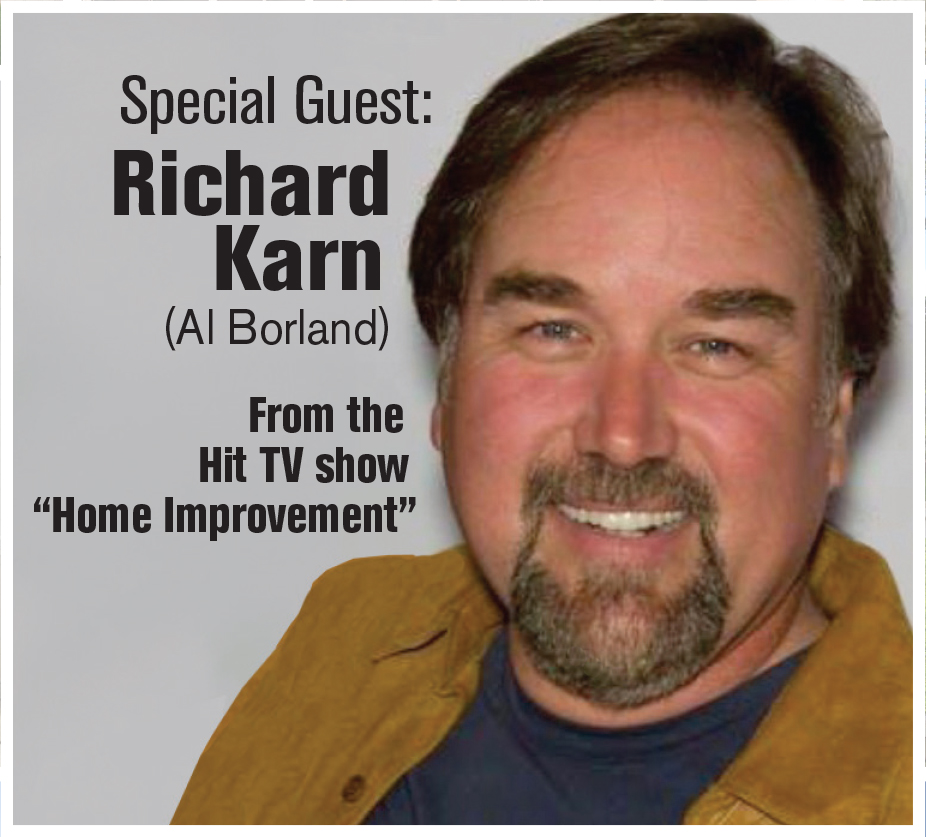 Special Guest:
Richard
Karn
(Al Borland)
From the
Hit TV show
“Home Improvement”